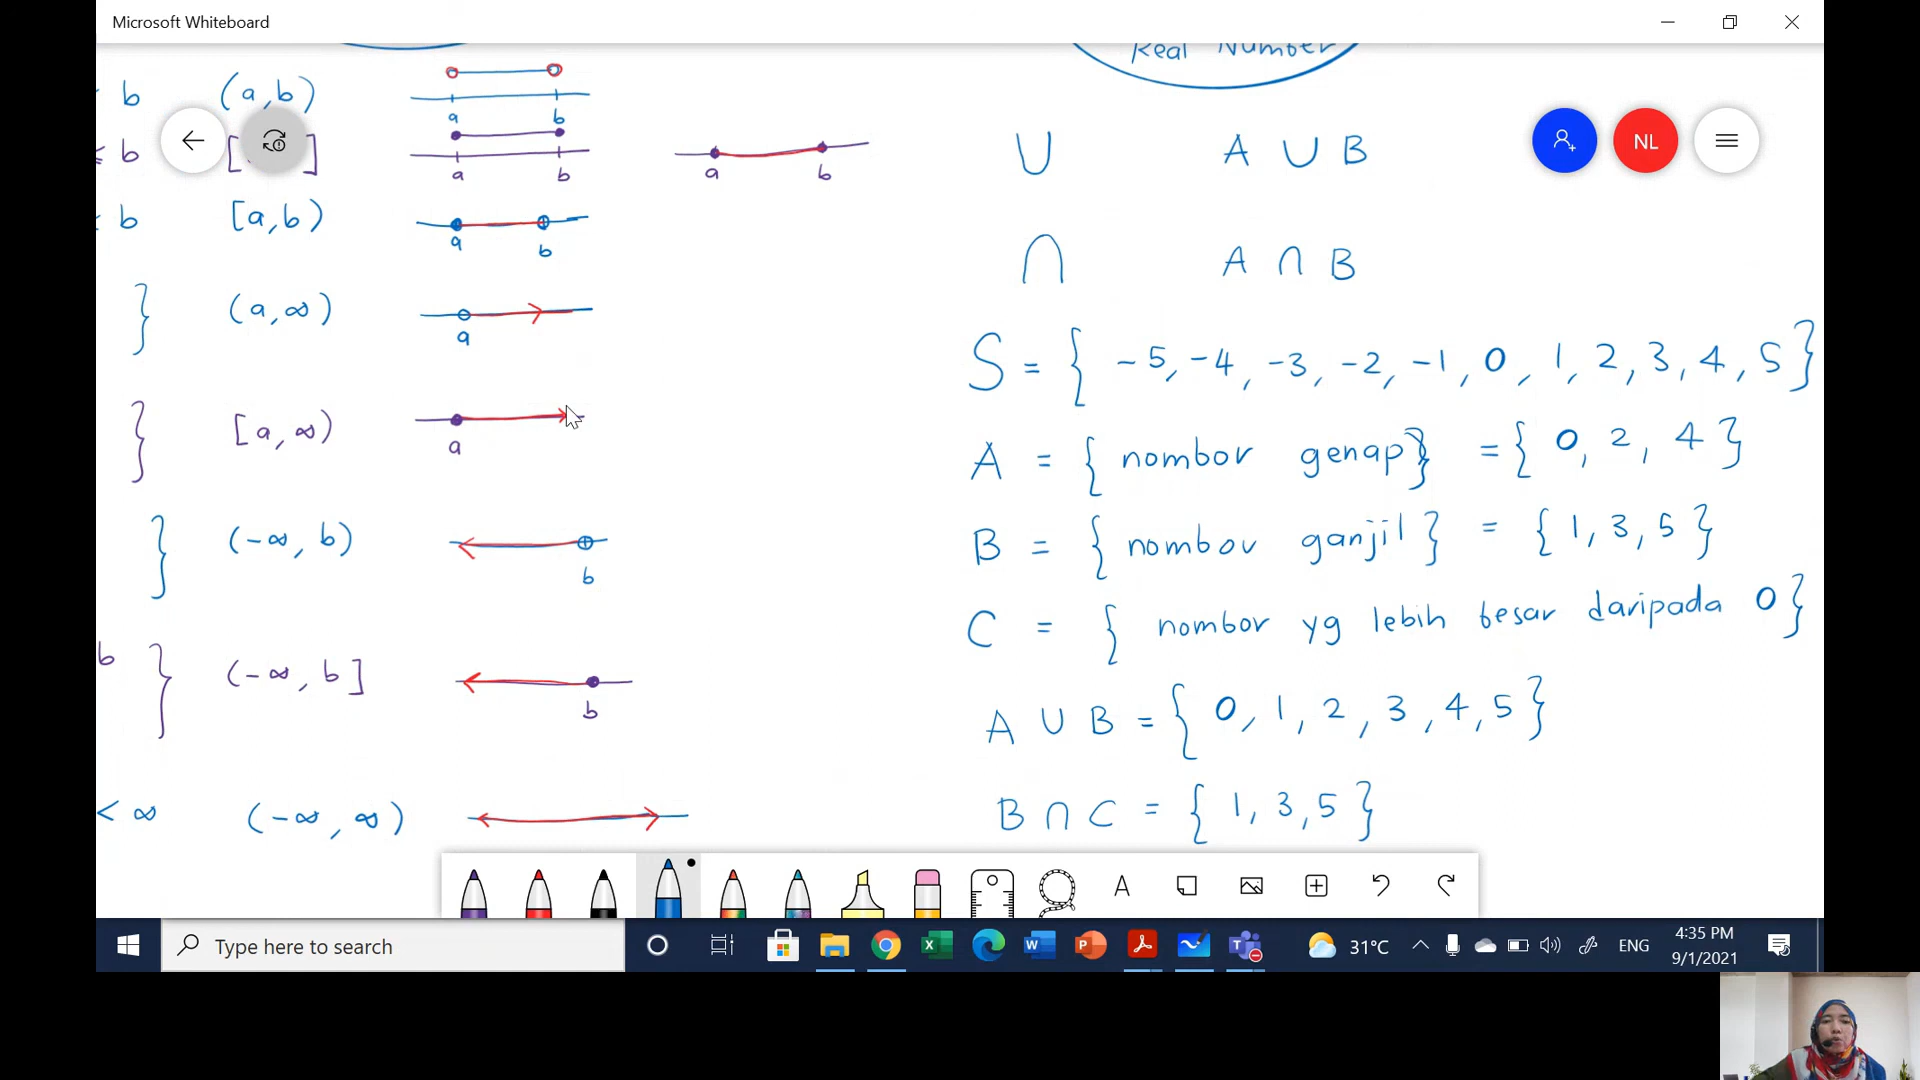 Microsoft Whiteboard
Real Number
b (a,b)
a b
≤ b [ ]
a b
a b
b [a,b)
a b
} (a,∞)
a
} [a,∞)
a
} (-∞, b)
b
b } (-∞, b]
b
< ∞ (-∞, ∞)
∪ A ∪ B
∩ A ∩ B
S = { -5, -4, -3, -2, -1, 0, 1, 2, 3, 4, 5 }
A = { nombor genap} = { 0, 2, 4 }
B = { nombor ganjil } = { 1, 3, 5 }
C = { nombor yg lebih besar daripada 0 }
A ∪ B = { 0, 1, 2, 3, 4, 5 }
B ∩ C = { 1, 3, 5 }
NL
A
Type here to search
31°C
ENG
4:35 PM
9/1/2021